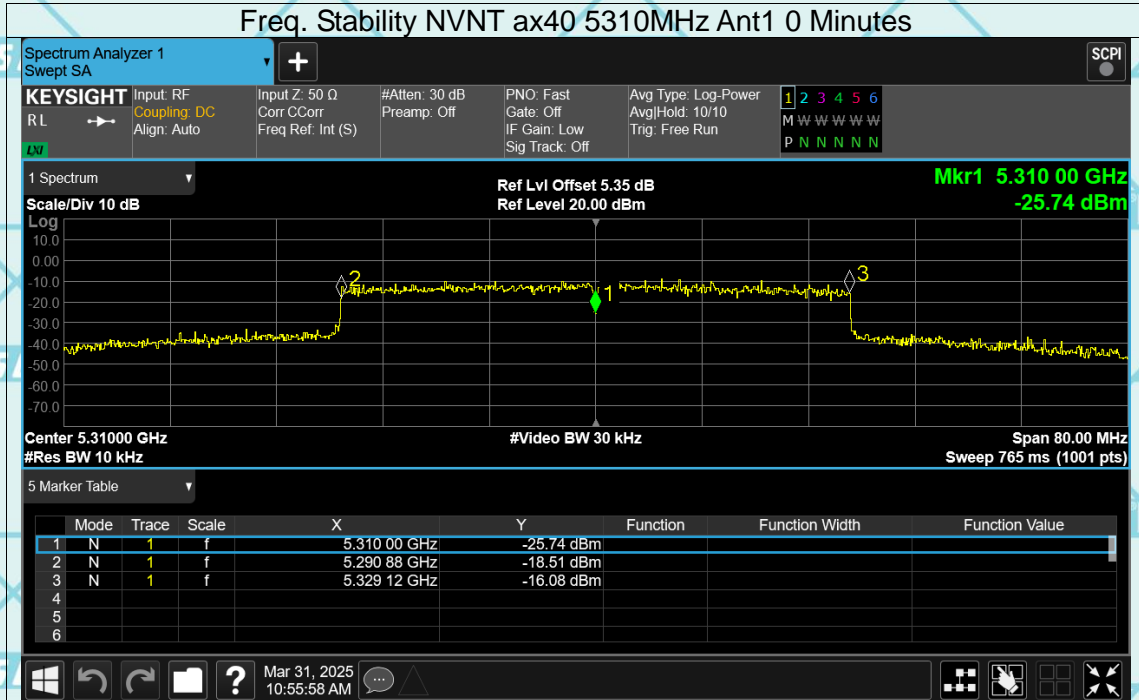 Freq. Stability NVNT ax40 5310MHz Ant1 0 Minutes
Spectrum Analyzer 1
Swept SA
+
SCPI
KEYSIGHT
RL
LXI
Input: RF
Coupling: DC
Align: Auto
Input Z: 50 Ω
Corr CCorr
Freq Ref: Int (S)
#Atten: 30 dB
Preamp: Off
PNO: Fast
Gate: Off
IF Gain: Low
Sig Track: Off
Avg Type: Log-Power
Avg|Hold: 10/10
Trig: Free Run
1 2 3 4 5 6
M W W W W W
P N N N N N
1 Spectrum
Scale/Div 10 dB
Ref Lvl Offset 5.35 dB
Ref Level 20.00 dBm
Mkr1 5.310 00 GHz
-25.74 dBm
Log
10.0
0.00
-10.0
-20.0
-30.0
-40.0
-50.0
-60.0
-70.0
2
1
3
Center 5.31000 GHz
#Res BW 10 kHz
#Video BW 30 kHz
Span 80.00 MHz
Sweep 765 ms (1001 pts)
5 Marker Table
Mode Trace Scale X Y Function Function Width Function Value
1 N 1 f 5.310 00 GHz -25.74 dBm
2 N 1 f 5.290 88 GHz -18.51 dBm
3 N 1 f 5.329 12 GHz -16.08 dBm
4
5
6
?
Mar 31, 2025
10:55:58 AM